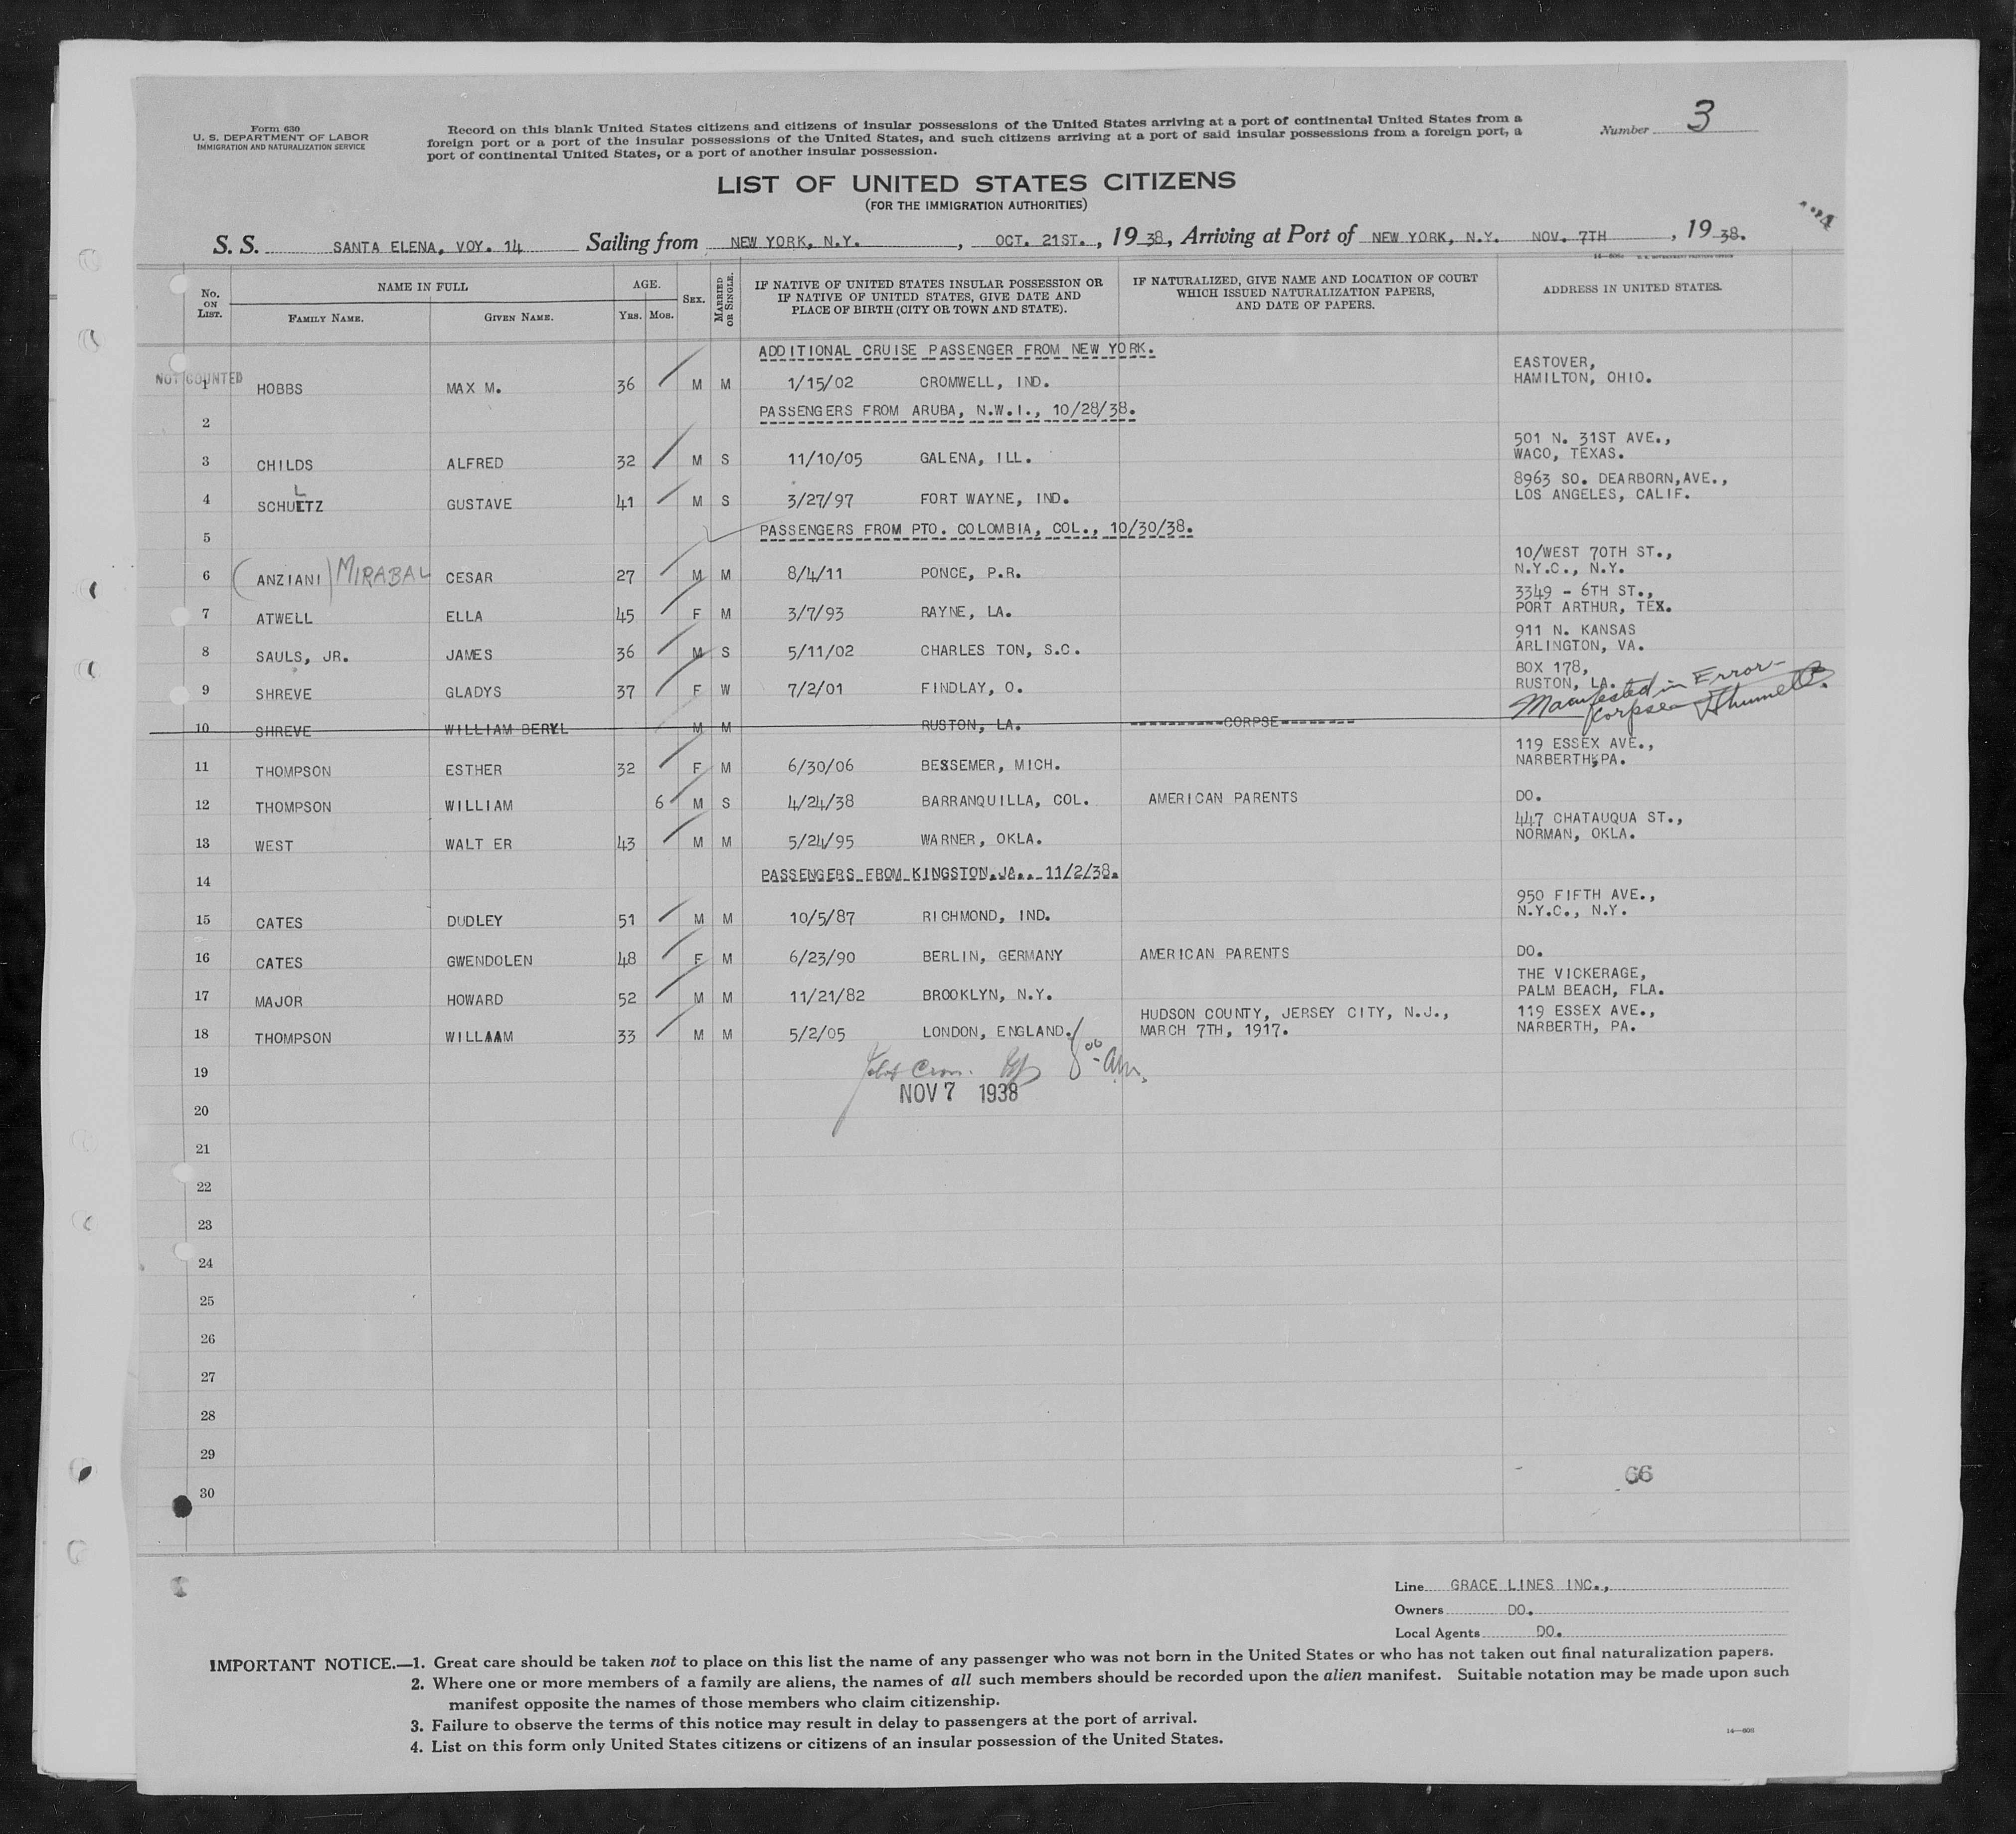 Form 630
U. S. DEPARTMENT OF LABOR
IMMIGRATION AND NATURALIZATION SERVICE
Record on this blank United States citizens and citizens of insular possessions of the United States arriving at a port of continental United States from a
foreign port or a port of the insular possessions of the United States, and such citizens arriving at a port of said insular possessions from a foreign port, a
port of continental United States, or a port of another insular possession.
Number 3
LIST OF UNITED STATES CITIZENS
(FOR THE IMMIGRATION AUTHORITIES)
S. S. SANTA ELENA, VOY. 14 Sailing from NEW YORK, N.Y. , OCT. 21ST. , 19 38, Arriving at Port of NEW YORK, N.Y. NOV. 7TH , 19 38.
No. ON LIST. NAME IN FULL FAMILY NAME. GIVEN NAME. AGE. YRS. MOS. SEX. MARRIED OR SINGLE. IF NATIVE OF UNITED STATES INSULAR POSSESSION OR IF NATIVE OF UNITED STATES, GIVE DATE AND PLACE OF BIRTH (CITY OR TOWN AND STATE). IF NATURALIZED, GIVE NAME AND LOCATION OF COURT WHICH ISSUED NATURALIZATION PAPERS, AND DATE OF PAPERS. ADDRESS IN UNITED STATES.
ADDITIONAL CRUISE PASSENGER FROM NEW YORK.
NOT COUNTED
1 HOBBS MAX M. 36 M M 1/15/02 CROMWELL, IND. EASTOVER, HAMILTON, OHIO.
2 PASSENGERS FROM ARUBA, N.W.I., 10/28/38.
3 CHILDS ALFRED 32 M S 11/10/05 GALENA, ILL. 501 N. 31ST AVE., WACO, TEXAS.
4 SCHUETZ L GUSTAVE 41 M S 3/27/97 FORT WAYNE, IND. 8963 SO. DEARBORN,AVE., LOS ANGELES, CALIF.
5 PASSENGERS FROM PTO. COLOMBIA, COL., 10/30/38.
6 (ANZIANI) MIRABAL CESAR 27 M M 8/4/11 PONCE, P.R. 10/WEST 70TH ST., N.Y.C., N.Y.
7 ATWELL ELLA 45 F M 3/7/93 RAYNE, LA. 3349 - 6TH ST., PORT ARTHUR, TEX.
8 SAULS, JR. JAMES 36 M S 5/11/02 CHARLES TON, S.C. 911 N. KANSAS ARLINGTON, VA.
9 SHREVE GLADYS 37 F W 7/2/01 FINDLAY, O. BOX 178, RUSTON, LA.
Manifested in Error-
Corpse
10 SHREVE WILLIAM BERYL M M RUSTON, LA. ----------CORPSE--------
11 THOMPSON ESTHER 32 F M 6/30/06 BESSEMER, MICH. 119 ESSEX AVE., NARBERTH,PA.
12 THOMPSON WILLIAM 6 M S 4/24/38 BARRANQUILLA, COL. AMERICAN PARENTS DO.
13 WEST WALT ER 43 M M 5/24/95 WARNER, OKLA. 447 CHATAUQUA ST., NORMAN, OKLA.
14 PASSENGERS FROM KINGSTON.JA.. 11/2/38.
15 CATES DUDLEY 51 M M 10/5/87 RICHMOND, IND. 950 FIFTH AVE., N.Y.C., N.Y.
16 CATES GWENDOLEN 48 F M 6/23/90 BERLIN, GERMANY AMERICAN PARENTS DO.
17 MAJOR HOWARD 52 M M 11/21/82 BROOKLYN, N.Y. THE VICKERAGE, PALM BEACH, FLA.
18 THOMPSON WILLAAM 33 M M 5/2/05 LONDON, ENGLAND. HUDSON COUNTY, JERSEY CITY, N.J., MARCH 7TH, 1917. 119 ESSEX AVE., NARBERTH, PA.
19 8 00 - am.
NOV 7 1938
20
21
22
23
24
25
26
27
28
29
66
30
Line GRACE LINES INC.,
Owners DO.
Local Agents DO.
IMPORTANT NOTICE.—1. Great care should be taken not to place on this list the name of any passenger who was not born in the United States or who has not taken out final naturalization papers.
2. Where one or more members of a family are aliens, the names of all such members should be recorded upon the alien manifest. Suitable notation may be made upon such
manifest opposite the names of those members who claim citizenship.
3. Failure to observe the terms of this notice may result in delay to passengers at the port of arrival.
4. List on this form only United States citizens or citizens of an insular possession of the United States.
14—808